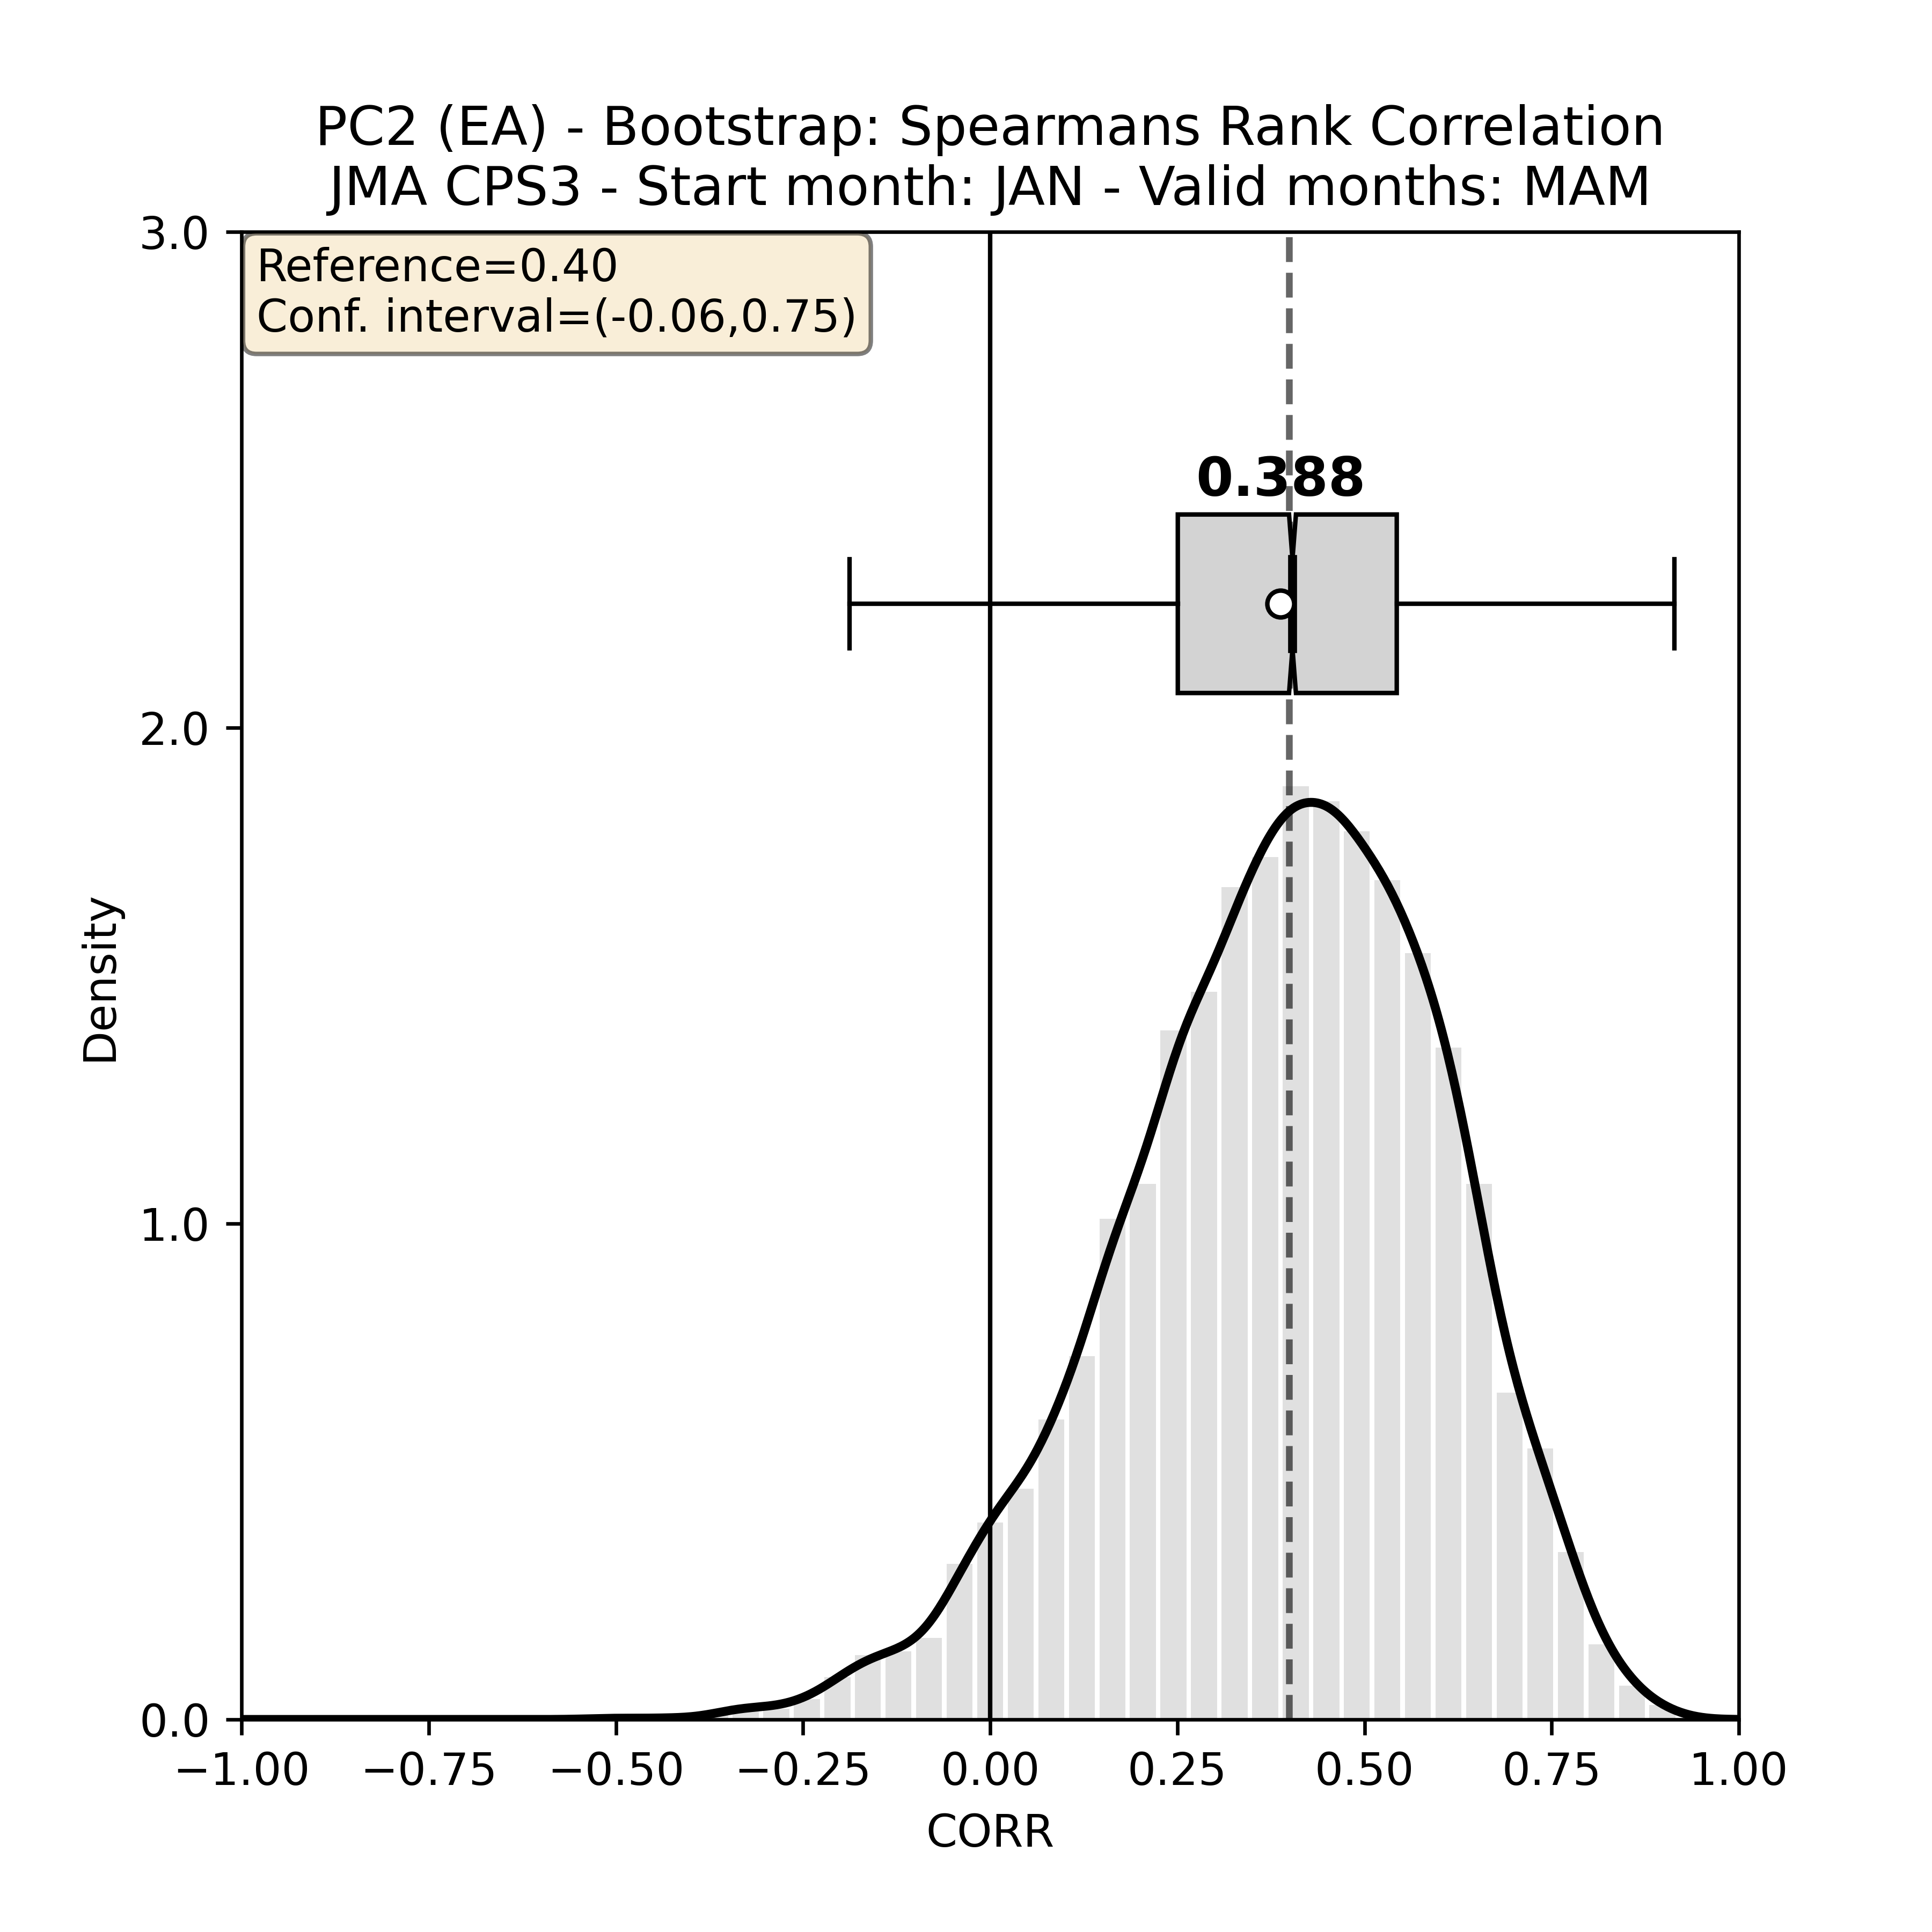 PC2 (EA) - Bootstrap: Spearmans Rank Correlation
JMA CPS3 - Start month: JAN - Valid months: MAM
Reference=0.40
Conf. interval=(-0.06,0.75)
0.388
3.0
2.0
1.0
0.0
Density
−1.00 −0.75 −0.50 −0.25 0.00 0.25 0.50 0.75 1.00
CORR